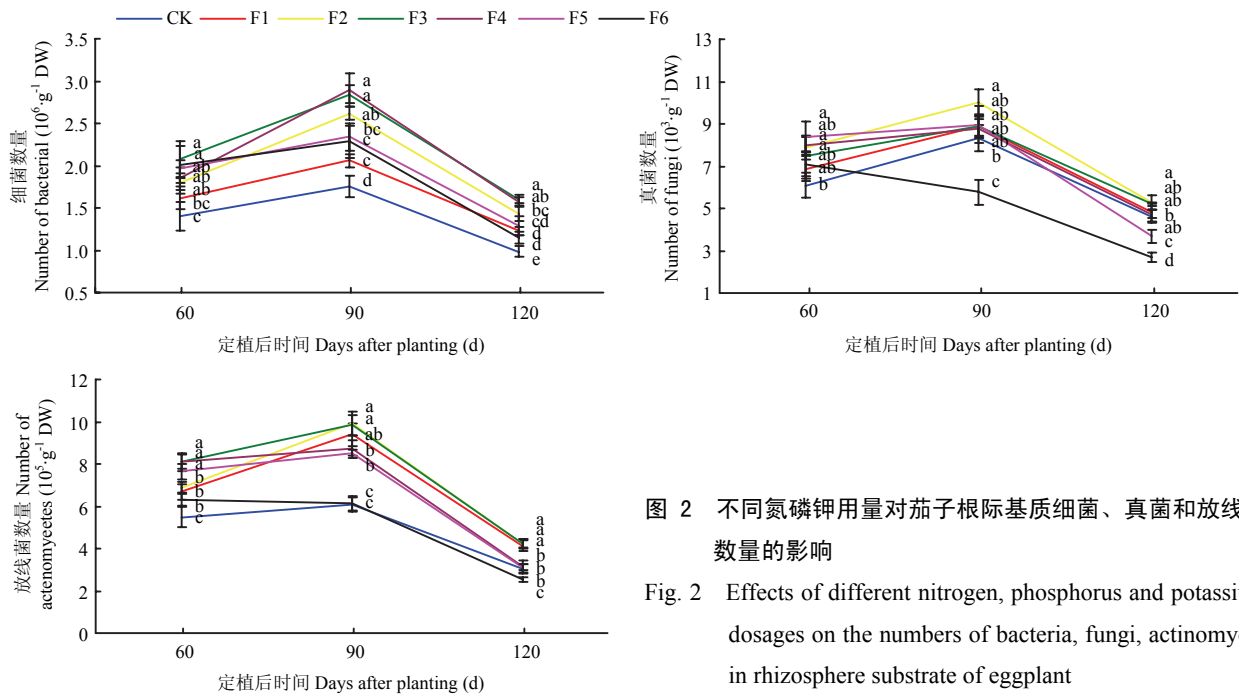 CK F1 F2 F3 F4 F5 F6
3.5
3.0
2.5
2.0
1.5
1.0
0.5
细菌数量
Number of bacterial (10⁶·g⁻¹ DW)
a
a
a
ab
ab
bc
c
a
a
ab
bc
c
c
d
a
ab
bc
cd
d
d
e
60 90 120
定植后时间 Days after planting (d)
13
11
9
7
5
3
1
真菌数量
Number of fungi (10³·g⁻¹ DW)
a
ab
a
a
ab
ab
b
a
ab
ab
ab
ab
b
c
a
ab
ab
b
ab
c
d
60 90 120
定植后时间 Days after planting (d)
12
10
8
6
4
2
0
放线菌数量 Number of
actenomyeetes (10⁵·g⁻¹ DW)
a
a
a
b
b
b
c
a
a
ab
b
b
c
c
a
a
a
b
b
b
c
60 90 120
定植后时间 Days after planting (d)
图 2 不同氮磷钾用量对茄子根际基质细菌、真菌和放线
数量的影响
Fig. 2 Effects of different nitrogen, phosphorus and potassiu
dosages on the numbers of bacteria, fungi, actinomye
in rhizosphere substrate of eggplant